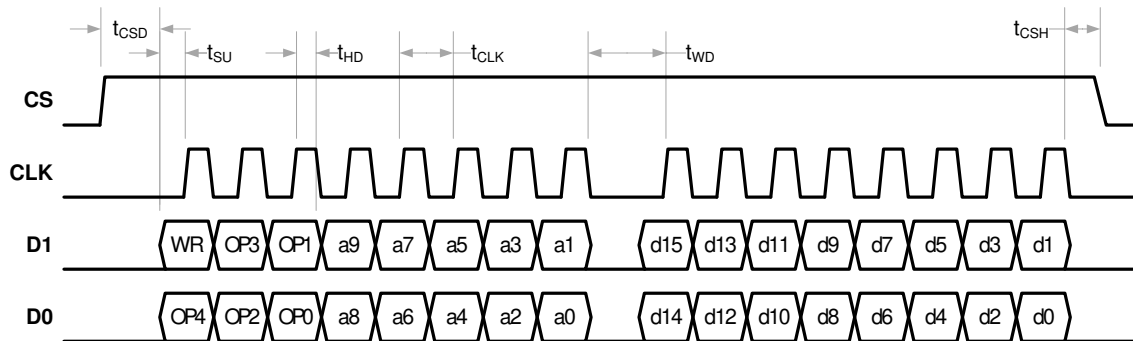 tCSD tCSH
tSU tHD tCLK tWD
CS
CLK
D1 WR OP3 OP1 a9 a7 a5 a3 a1 d15 d13 d11 d9 d7 d5 d3 d1
D0 OP4 OP2 OP0 a8 a6 a4 a2 a0 d14 d12 d10 d8 d6 d4 d2 d0